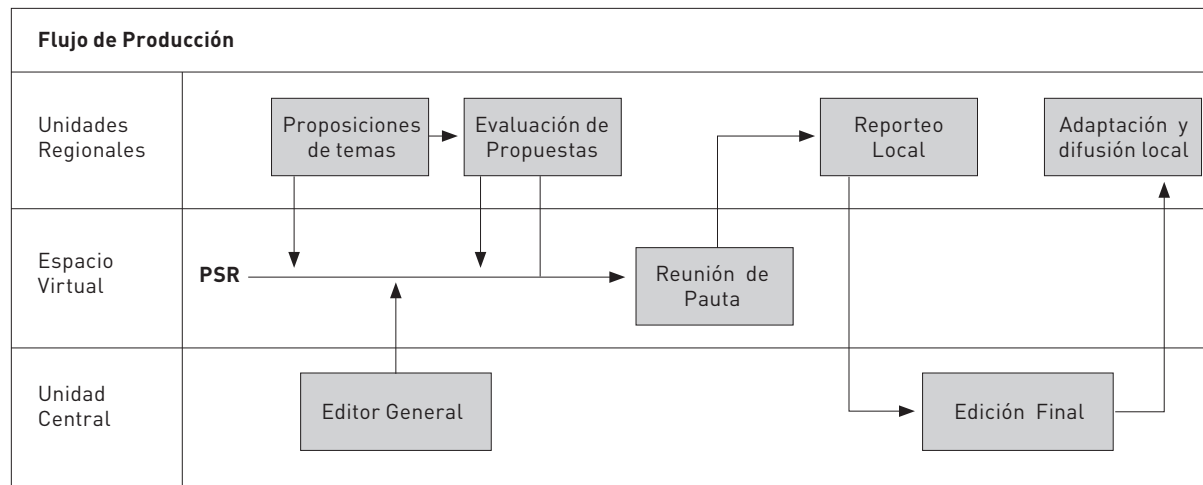 Flujo de Producción
Unidades
Regionales
Proposiciones
de temas
Evaluación de
Propuestas
Reporteo
Local
Adaptación y
difusión local
Espacio
Virtual
PSR
Reunión de
Pauta
Unidad
Central
Editor General
Edición Final